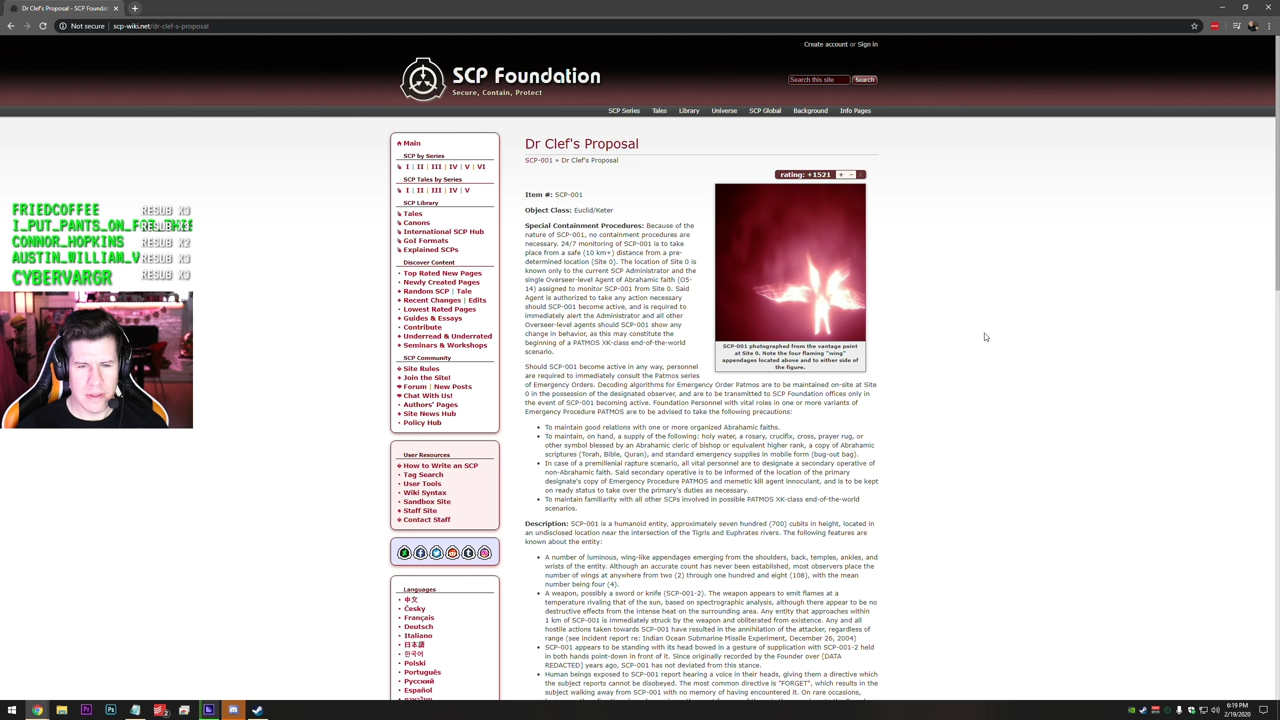 Dr Clef's Proposal - SCP Foundat
Not secure | scp-wiki.net/dr-clef-s-proposal
Create account or Sign in
SCP Foundation
Secure, Contain, Protect
Search this site
Search
SCP Series Tales Library Universe SCP Global Background Info Pages
Main
SCP by Series
I | II | III | IV | V | VI
SCP Tales by Series
I | II | III | IV | V
SCP Library
Tales
Canons
International SCP Hub
GoI Formats
Explained SCPs
Discover Content
Top Rated New Pages
Newly Created Pages
Random SCP | Tale
Recent Changes | Edits
Lowest Rated Pages
Guides & Essays
Contribute
Underread & Underrated
Seminars & Workshops
SCP Community
Site Rules
Join the Site!
Forum | New Posts
Chat With Us!
Authors' Pages
Site News Hub
Policy Hub
User Resources
How to Write an SCP
Tag Search
User Tools
Wiki Syntax
Sandbox Site
Staff Site
Contact Staff
Languages
中文
Česky
Français
Deutsch
Italiano
日本語
한국어
Polski
Português
Русский
Español
FRIEDCOFFEE RESUB X3
I_PUT_PANTS_ON_F
CONNOR_HOPKINS RESUB X2
AUSTIN_WILLIAM_V RESUB X3
CYBERVARGR RESUB X3
Dr Clef's Proposal
SCP-001 » Dr Clef's Proposal
rating: +1521 + −
Item #: SCP-001
Object Class: Euclid/Keter
Special Containment Procedures: Because of the
nature of SCP-001, no containment procedures are
necessary. 24/7 monitoring of SCP-001 is to take
place from a safe (10 km+) distance from a pre-
determined location (Site 0). The location of Site 0 is
known only to the current SCP Administrator and the
single Overseer-level Agent of Abrahamic faith (O5-
14) assigned to monitor SCP-001 from Site 0. Said
Agent is authorized to take any action necessary
should SCP-001 become active, and is required to
immediately alert the Administrator and all other
Overseer-level agents should SCP-001 show any
change in behavior, as this may constitute the
beginning of a PATMOS XK-class end-of-the-world
scenario.
SCP-001 photographed from the vantage point
at Site 0. Note the four flaming "wing"
appendages located above and to either side of
the figure.
Should SCP-001 become active in any way, personnel
are required to immediately consult the Patmos series
of Emergency Orders. Decoding algorithms for Emergency Order Patmos are to be maintained on-site at Site
0 in the possession of the designated observer, and are to be transmitted to SCP Foundation offices only in
the event of SCP-001 becoming active. Foundation Personnel with vital roles in one or more variants of
Emergency Procedure PATMOS are to be advised to take the following precautions:
To maintain good relations with one or more organized Abrahamic faiths.
To maintain, on hand, a supply of the following: holy water, a rosary, crucifix, cross, prayer rug, or
other symbol blessed by an Abrahamic cleric of bishop or equivalent higher rank, a copy of Abrahamic
scriptures (Torah, Bible, Quran), and standard emergency supplies in mobile form (bug-out bag).
In case of a premillenial rapture scenario, all vital personnel are to designate a secondary operative of
non-Abrahamic faith. Said secondary operative is to be informed of the location of the primary
designate's copy of Emergency Procedure PATMOS and memetic kill agent innoculant, and is to be kept
on ready status to take over the primary's duties as necessary.
To maintain familiarity with all other SCPs involved in possible PATMOS XK-class end-of-the-world
scenarios.
Description: SCP-001 is a humanoid entity, approximately seven hundred (700) cubits in height, located in
an undisclosed location near the intersection of the Tigris and Euphrates rivers. The following features are
known about the entity:
A number of luminous, wing-like appendages emerging from the shoulders, back, temples, ankles, and
wrists of the entity. Although an accurate count has never been established, most observers place the
number of wings at anywhere from two (2) through one hundred and eight (108), with the mean
number being four (4).
A weapon, possibly a sword or knife (SCP-001-2). The weapon appears to emit flames at a
temperature rivaling that of the sun, based on spectrographic analysis, although there appear to be no
destructive effects from the intense heat on the surrounding area. Any entity that approaches within
1 km of SCP-001 is immediately struck by the weapon and obliterated from existence. Any and all
hostile actions taken towards SCP-001 have resulted in the annihilation of the attacker, regardless of
range (see incident report re: Indian Ocean Submarine Missile Experiment, December 26, 2004)
SCP-001 appears to be standing with its head bowed in a gesture of supplication with SCP-001-2 held
in both hands point-down in front of it. Since originally recorded by the Founder over [DATA
REDACTED] years ago, SCP-001 has not deviated from this stance.
Human beings exposed to SCP-001 report hearing a voice in their heads, giving them a directive which
the subject reports cannot be disobeyed. The most common directive is "FORGET", which results in the
subject walking away from SCP-001 with no memory of having encountered it. On rare occasions,
6:19 PM
2/19/2020